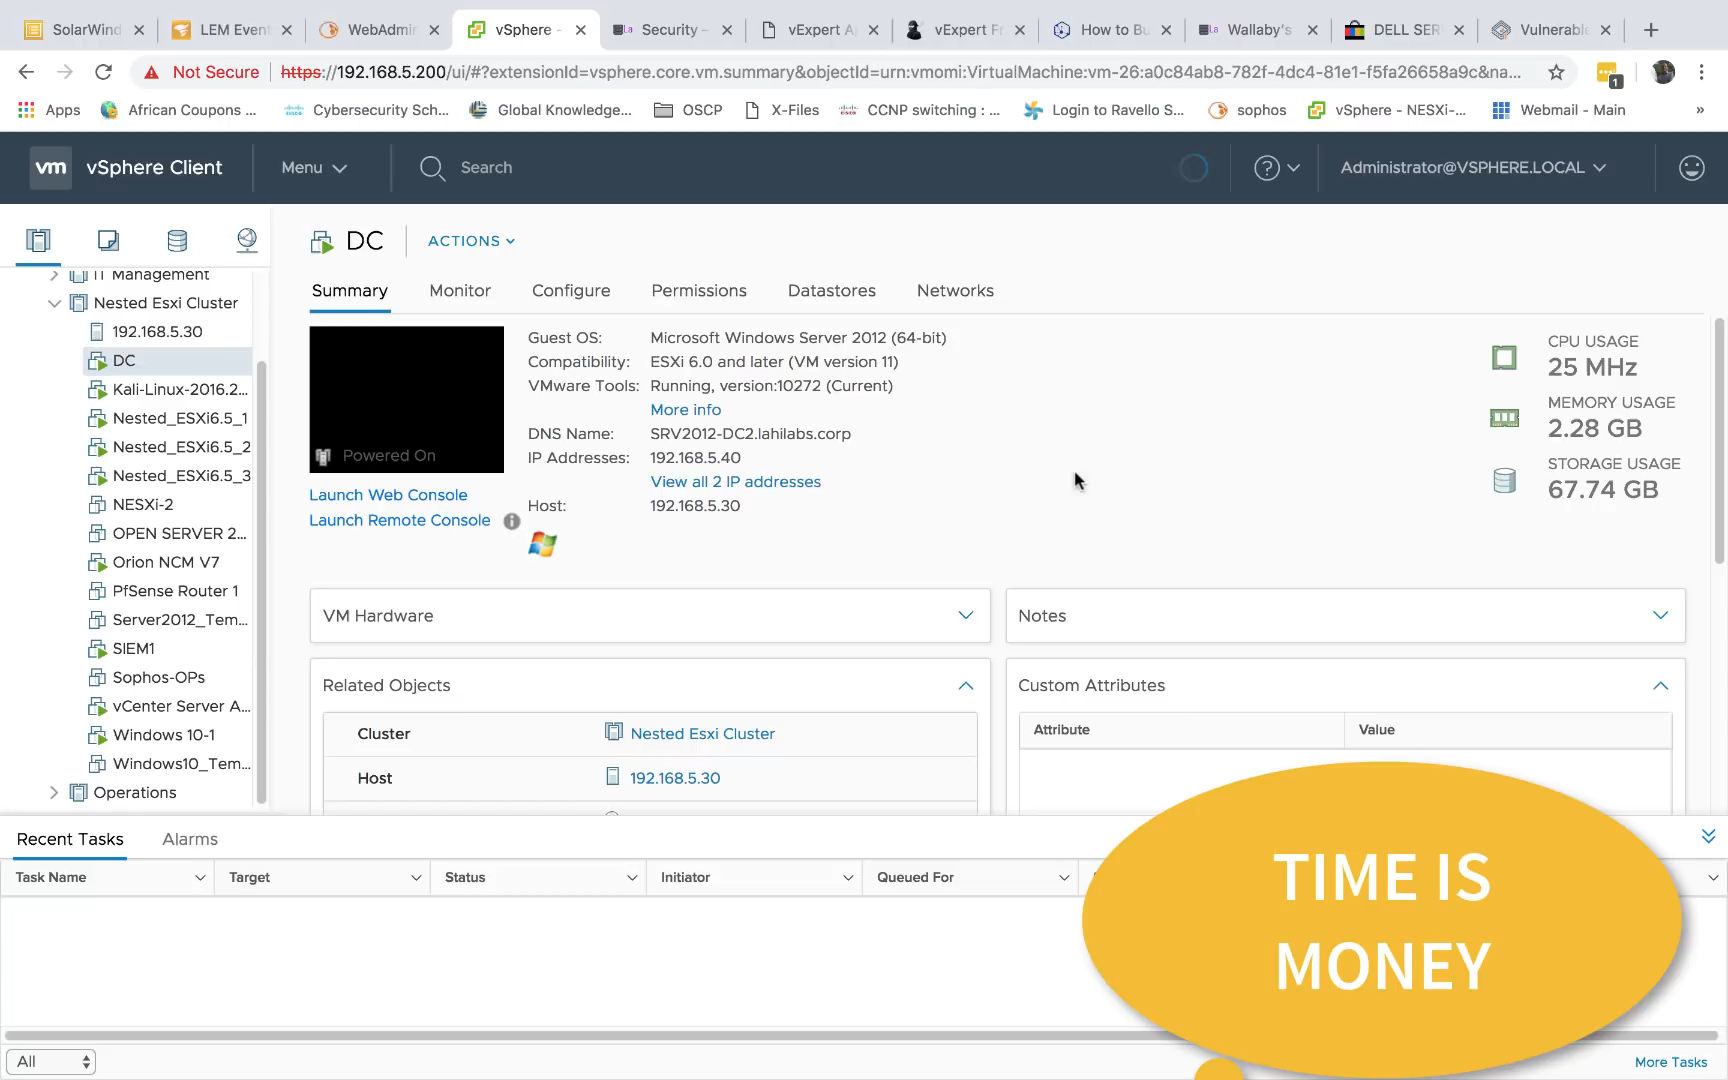 SolarWind
LEM Event
WebAdmin
vSphere -
Security –
vExpert Ap
vExpert Fr
How to Bu
Wallaby's
DELL SER
Vulnerable
Not Secure
https://192.168.5.200/ui/#?extensionId=vsphere.core.vm.summary&objectId=urn:vmomi:VirtualMachine:vm-26:a0c84ab8-782f-4dc4-81e1-f5fa26658a9c&na...
1
Apps
African Coupons ...
Cybersecurity Sch...
Global Knowledge...
OSCP
X-Files
CCNP switching : ...
Login to Ravello S...
sophos
vSphere - NESXi-...
Webmail - Main
»
vm
vSphere Client
Menu
Search
Administrator@VSPHERE.LOCAL
IT Management
Nested Esxi Cluster
192.168.5.30
DC
Kali-Linux-2016.2...
Nested_ESXi6.5_1
Nested_ESXi6.5_2
Nested_ESXi6.5_3
NESXi-2
OPEN SERVER 2...
Orion NCM V7
PfSense Router 1
Server2012_Tem...
SIEM1
Sophos-OPs
vCenter Server A...
Windows 10-1
Windows10_Tem...
Operations
DC
ACTIONS
Summary
Monitor
Configure
Permissions
Datastores
Networks
Powered On
Launch Web Console
Launch Remote Console
Guest OS: Microsoft Windows Server 2012 (64-bit)
Compatibility: ESXi 6.0 and later (VM version 11)
VMware Tools: Running, version:10272 (Current)
More info
DNS Name: SRV2012-DC2.lahilabs.corp
IP Addresses: 192.168.5.40
View all 2 IP addresses
Host: 192.168.5.30
CPU USAGE
25 MHz
MEMORY USAGE
2.28 GB
STORAGE USAGE
67.74 GB
VM Hardware
Notes
Related Objects
Cluster Nested Esxi Cluster
Host 192.168.5.30
Custom Attributes
Attribute Value
Recent Tasks
Alarms
Task Name
Target
Status
Initiator
Queued For
TIME IS
MONEY
All
More Tasks